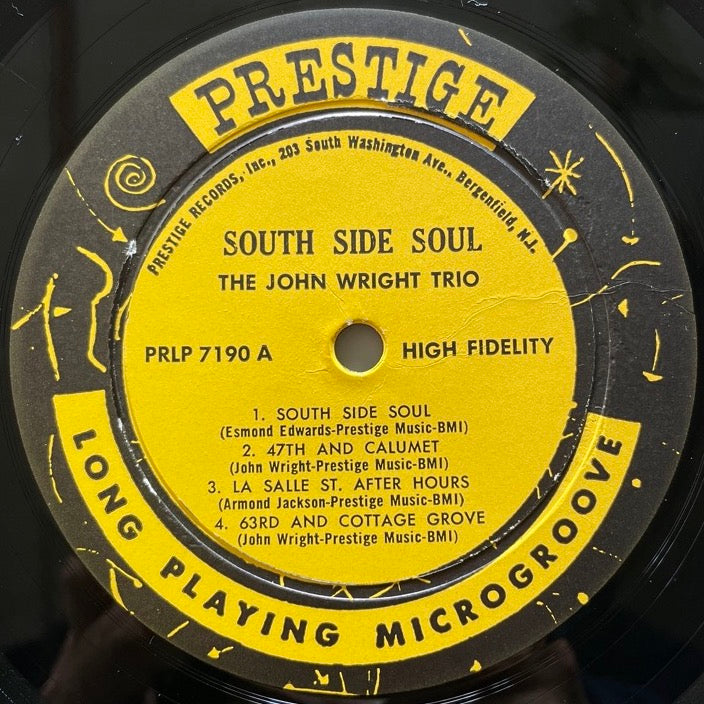 PRESTIGE
PRESTIGE RECORDS, Inc., 203 South Washington Ave., Bergenfield, N.J.
SOUTH SIDE SOUL
THE JOHN WRIGHT TRIO
PRLP 7190 A
HIGH FIDELITY
1. SOUTH SIDE SOUL
(Esmond Edwards-Prestige Music-BMI)
2. 47TH AND CALUMET
(John Wright-Prestige Music-BMI)
3. LA SALLE ST. AFTER HOURS
(Armond Jackson-Prestige Music-BMI)
4. 63RD AND COTTAGE GROVE
(John Wright-Prestige Music-BMI)
LONG PLAYING MICROGROOVE